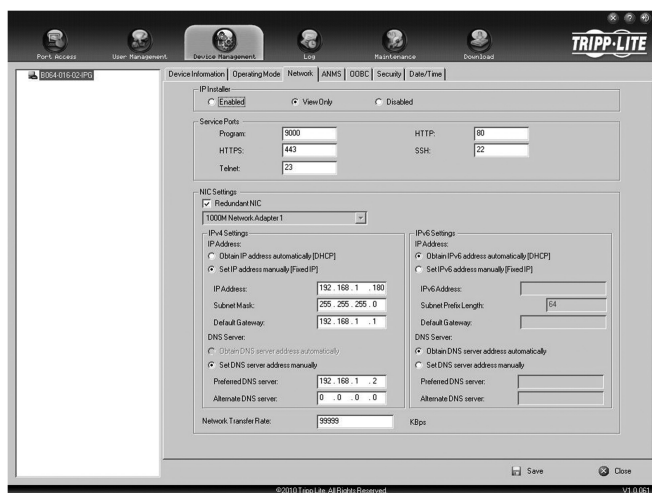 TRIPP·LITE
Port Access User Management Device Management Log Maintenance Download
B064-016-02-IPG
Device Information Operating Mode Network ANMS OOBC Security Date/Time
IP Installer
Enabled View Only Disabled
Service Ports
Program: 9000 HTTP: 80
HTTPS: 443 SSH: 22
Telnet: 23
NIC Settings
Redundant NIC
1000M Network Adapter 1
IPv4 Settings
IP Address:
Obtain IP address automatically [DHCP]
Set IP address manually [Fixed IP]
IP Address: 192.168.1.180
Subnet Mask: 255.255.255.0
Default Gateway: 192.168.1.1
DNS Server:
Obtain DNS server address automatically
Set DNS server address manually
Preferred DNS server: 192.168.1.2
Alternate DNS server: 0.0.0.0
IPv6 Settings
IP Address:
Obtain IPv6 address automatically [DHCP]
Set IPv6 address manually [Fixed IP]
IPv6 Address:
Subnet Prefix Length: 64
Default Gateway:
DNS Server:
Obtain DNS server address automatically
Set DNS server address manually
Preferred DNS server:
Alternate DNS server:
Network Transfer Rate: 99999 KBps
Save Close
©2010 Tripp Lite. All Rights Reserved. V1.0.061